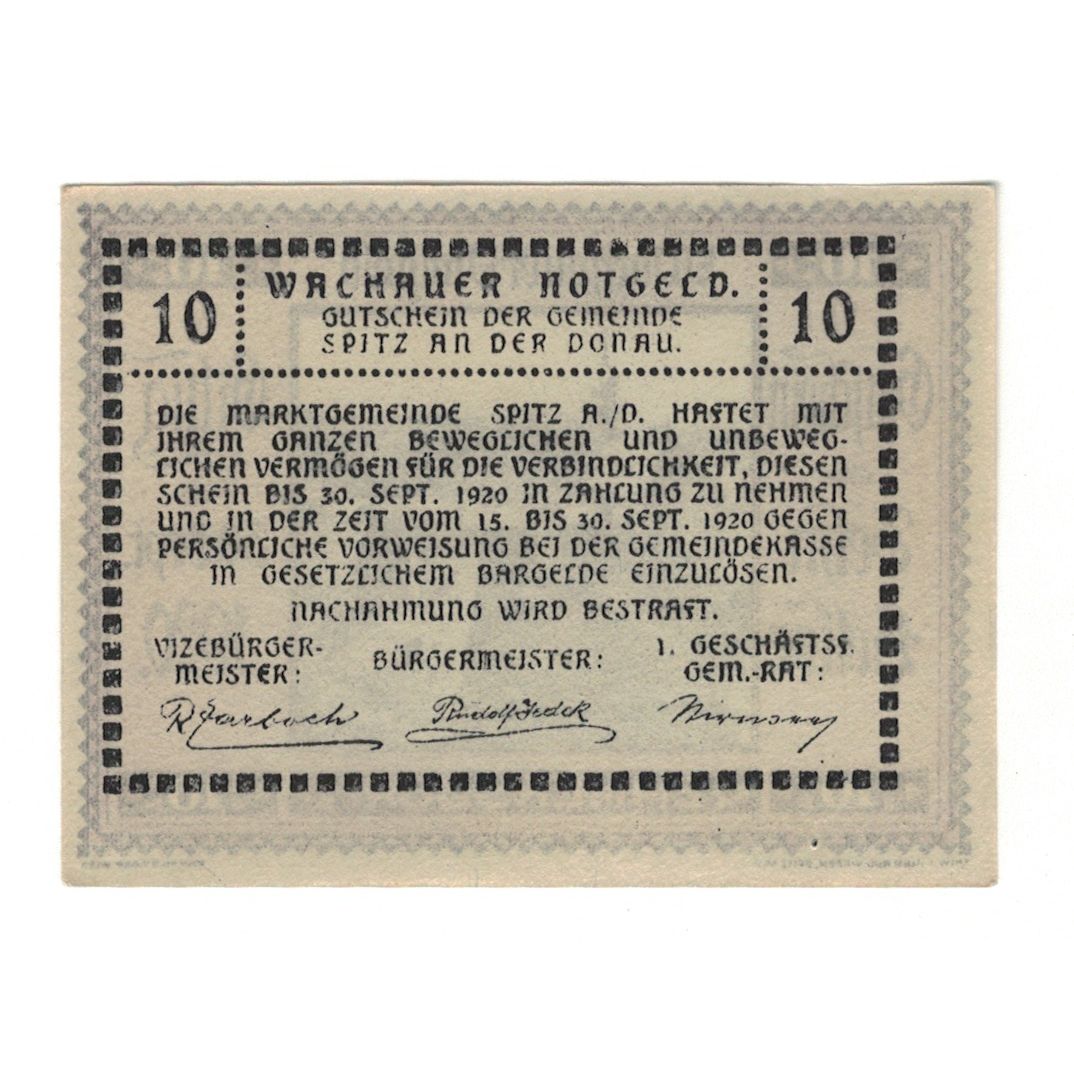 WACHAUER NOTGELD.
10 GUTSCHEIN DER GEMEINDE 10
SPITZ AN DER DONAU.
DIE MARKTGEMEINDE SPITZ A./D. HAFTET MIT
IHREM GANZEN BEWEGLICHEN UND UNBEWEG-
LICHEN VERMÖGEN FÜR DIE VERBINDLICHKEIT, DIESEN
SCHEIN BIS 30. SEPT. 1920 IN ZAHLUNG ZU NEHMEN
UND IN DER ZEIT VOM 15. BIS 30. SEPT. 1920 GEGEN
PERSÖNLICHE VORWEISUNG BEI DER GEMEINDEKASSE
IN GESETZLICHEM BARGELDE EINZULÖSEN.
NACHAHMUNG WIRD BESTRAFT.
VIZEBÜRGER-
MEISTER:
BÜRGERMEISTER:
1. GESCHÄFTSF.
GEM.-RAT:
Rudolf Jedek